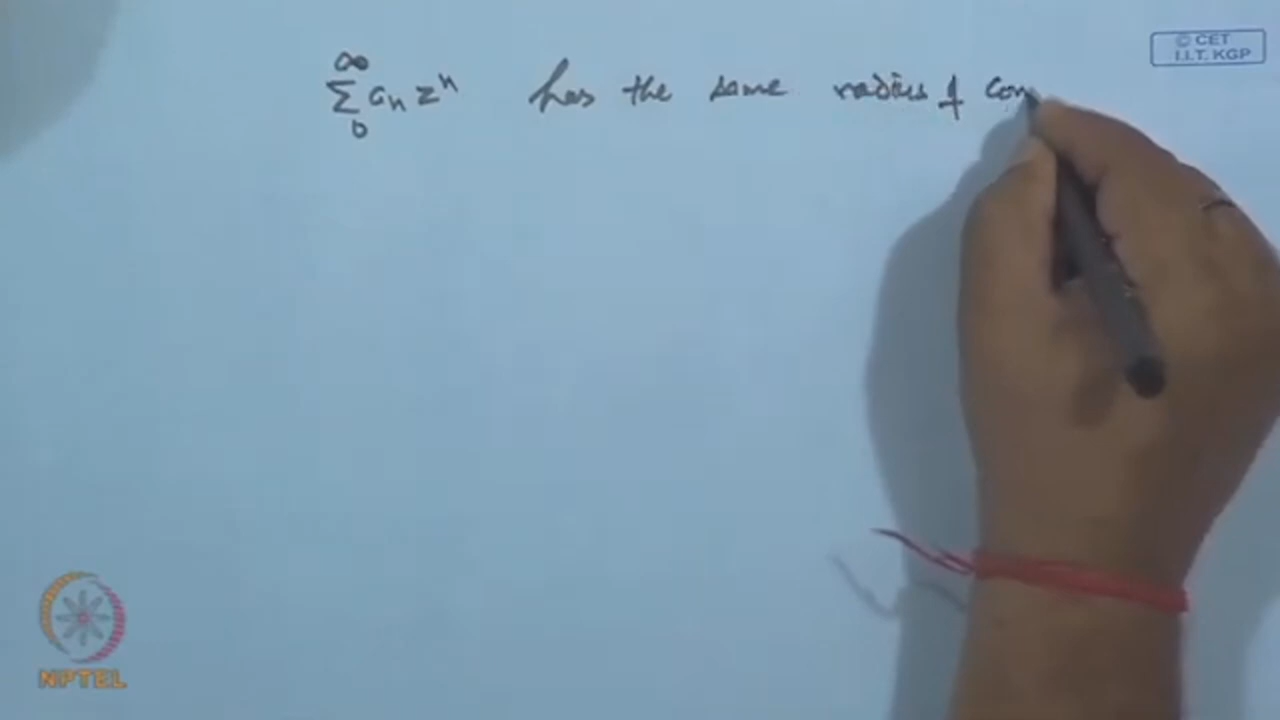 ∞
Σ aₙ zⁿ has the same radius of con
0
© CET
I.I.T. KGP
NPTEL